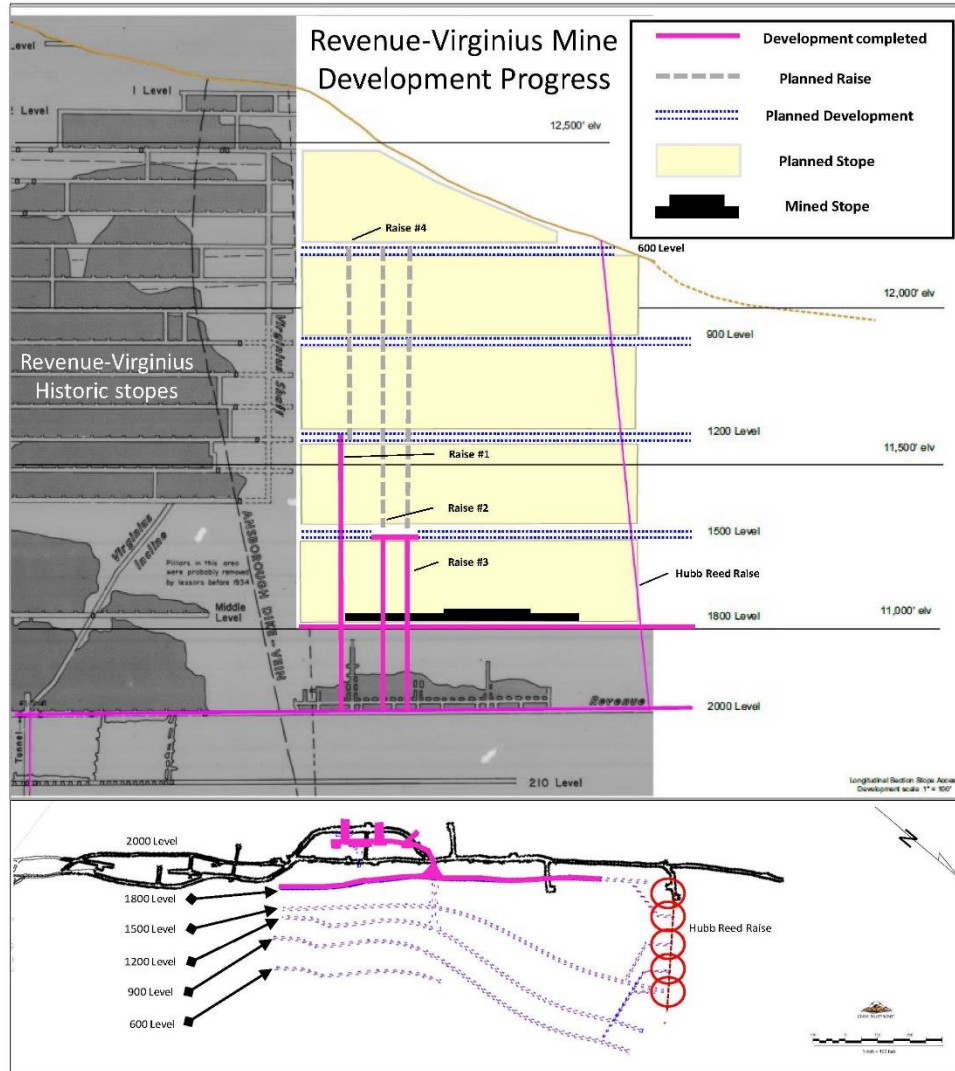 Revenue-Virginius Mine
Development Progress
Development completed
Planned Raise
Planned Development
Planned Stope
Mined Stope
Level
1 Level
2 Level
12,500' elv
Raise #4
600 Level
12,000' elv
900 Level
Revenue-Virginius
Historic stopes
Virginius Shaft
1200 Level
Raise #1
11,500' elv
Raise #2
1500 Level
Virginius
Incline
ANSBOROUGH DIKE-VEIN
Pillars in this area
were probably removed
by lessors before 1934
Raise #3
Hubb Reed Raise
Middle
Level
1800 Level
11,000' elv
Revenue
2000 Level
Tunnel
210 Level
Longitudinal Section Stope Acces
Development scale 1" = 100'
2000 Level
N
1800 Level
1500 Level
1200 Level
900 Level
600 Level
Hubb Reed Raise